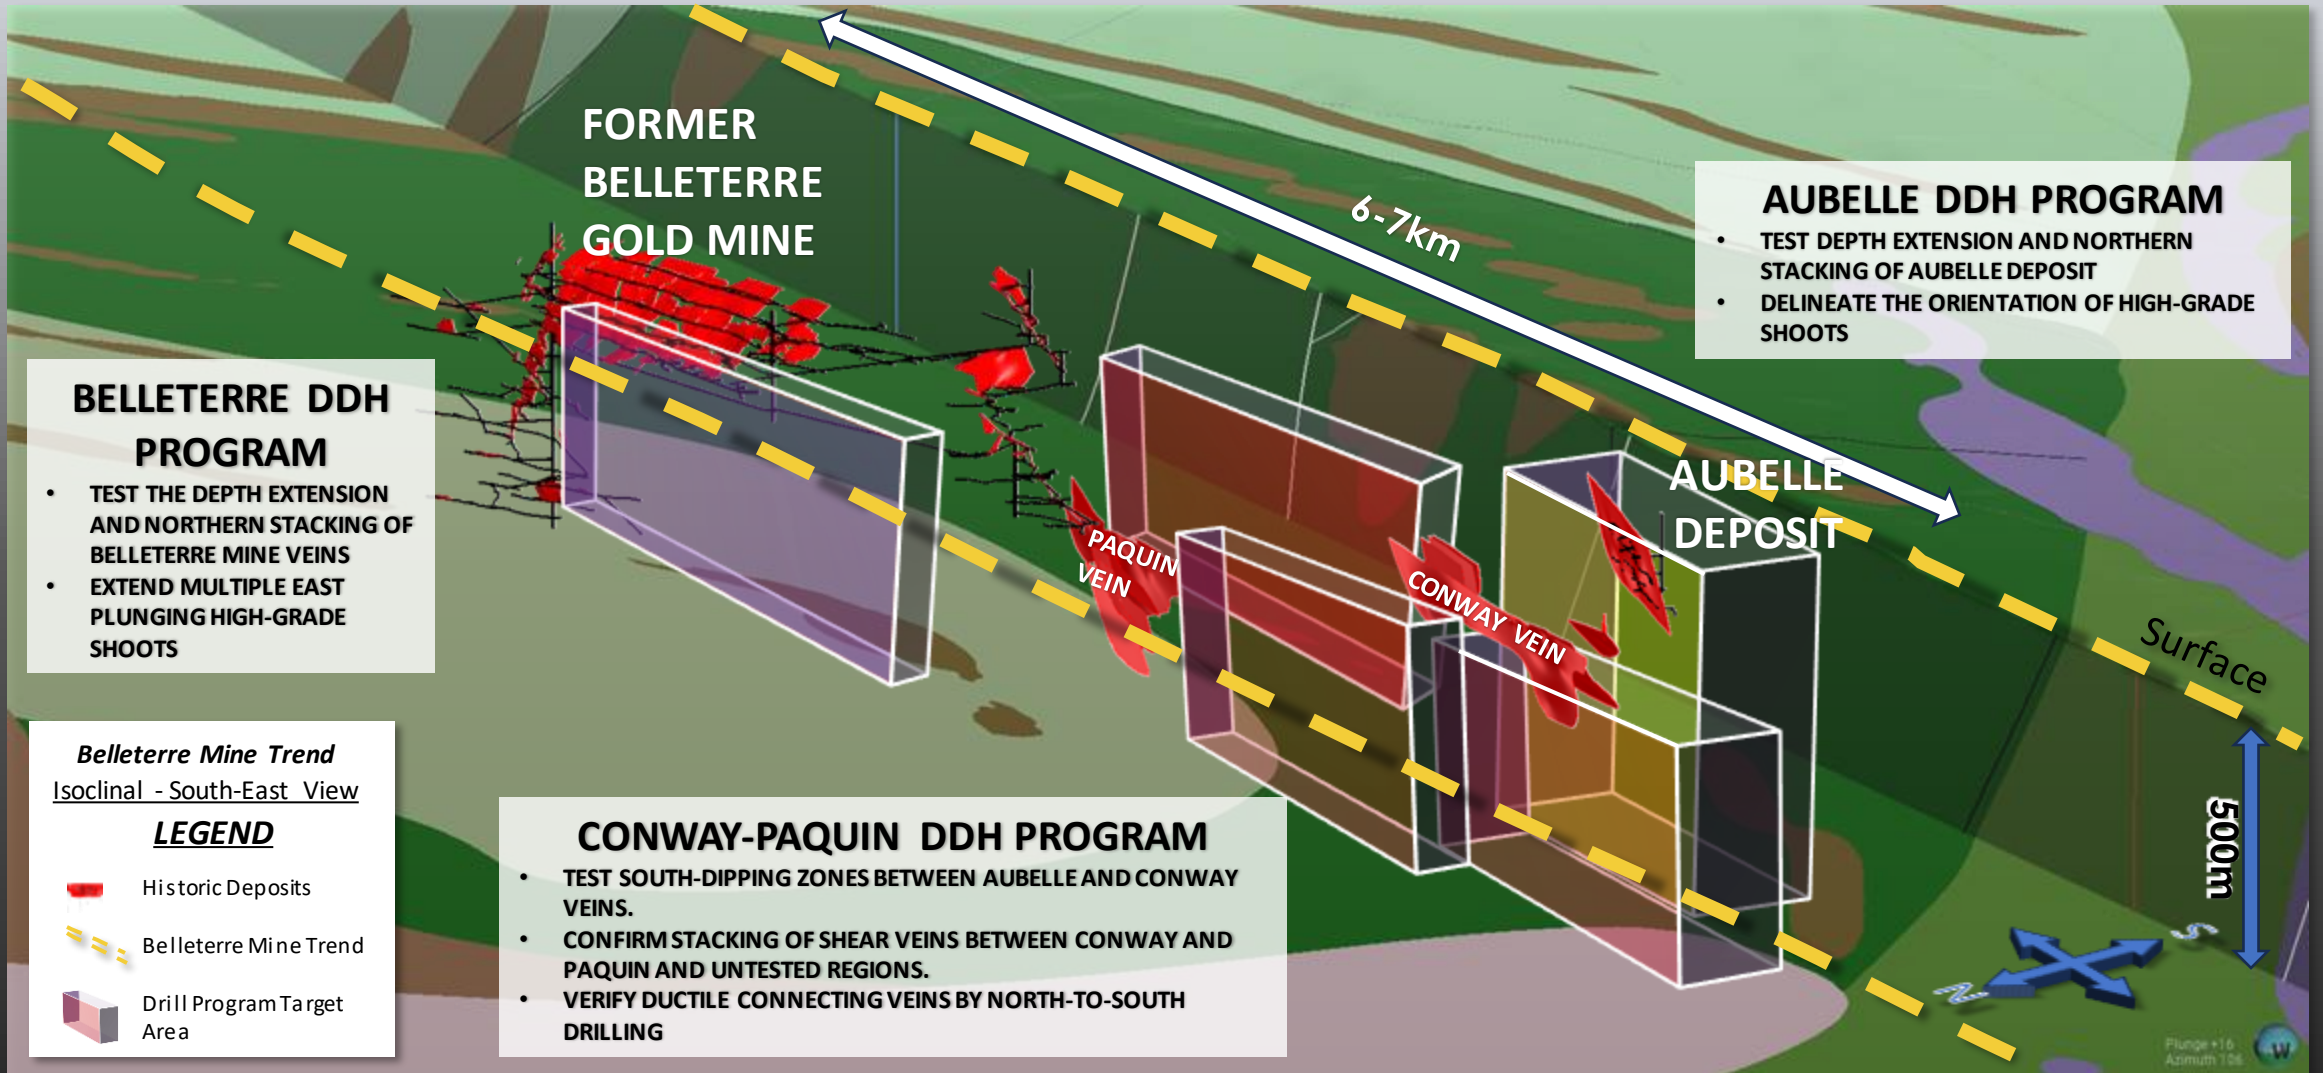 FORMER
BELLETERRE
GOLD MINE
6-7km
AUBELLE DDH PROGRAM
• TEST DEPTH EXTENSION AND NORTHERN
STACKING OF AUBELLE DEPOSIT
• DELINEATE THE ORIENTATION OF HIGH-GRADE
SHOOTS
BELLETERRE DDH
PROGRAM
• TEST THE DEPTH EXTENSION
AND NORTHERN STACKING OF
BELLETERRE MINE VEINS
• EXTEND MULTIPLE EAST
PLUNGING HIGH-GRADE
SHOOTS
AUBELLE
DEPOSIT
PAQUIN
VEIN
CONWAY VEIN
Surface
500m
Belleterre Mine Trend
Isoclinal - South-East View
LEGEND
Historic Deposits
Belleterre Mine Trend
Drill Program Target
Area
CONWAY-PAQUIN DDH PROGRAM
• TEST SOUTH-DIPPING ZONES BETWEEN AUBELLE AND CONWAY
VEINS.
• CONFIRM STACKING OF SHEAR VEINS BETWEEN CONWAY AND
PAQUIN AND UNTESTED REGIONS.
• VERIFY DUCTILE CONNECTING VEINS BY NORTH-TO-SOUTH
DRILLING
S
N
Plunge +16
Azimuth 106
W